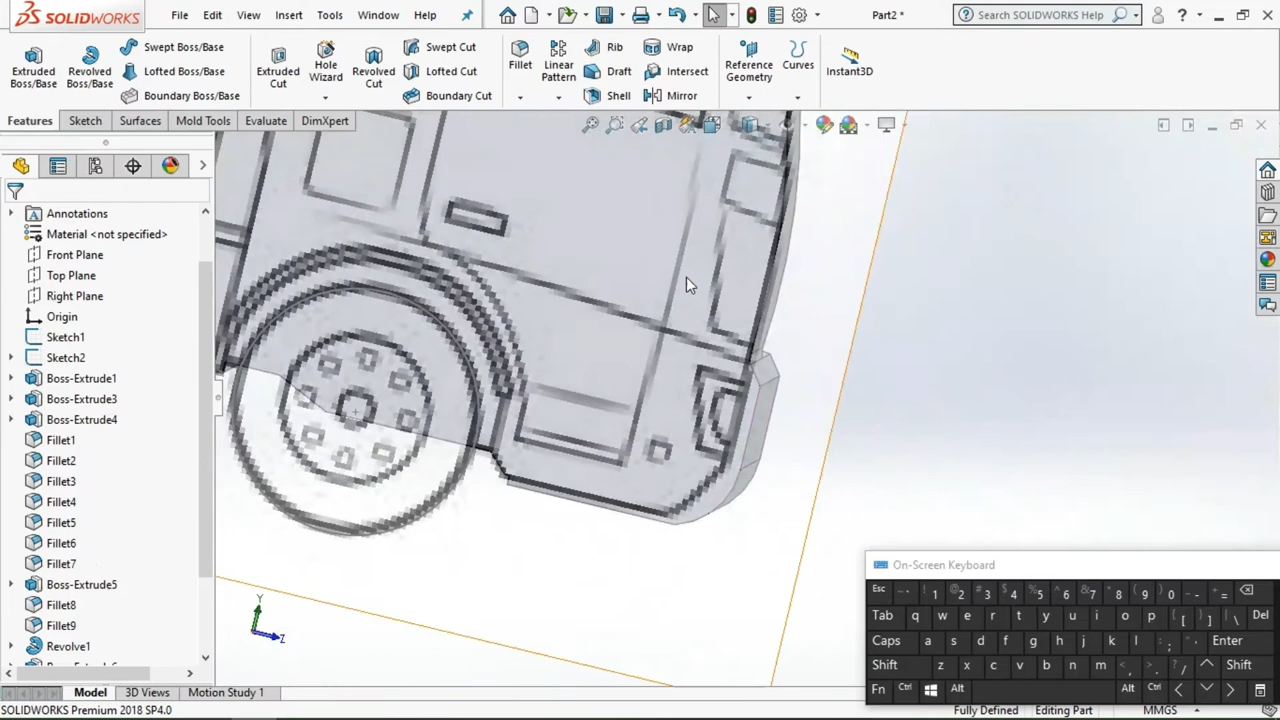 SOLIDWORKS
File Edit View Insert Tools Window Help
Part2 *
Search SOLIDWORKS Help
?
Extruded Boss/Base
Revolved Boss/Base
Swept Boss/Base
Lofted Boss/Base
Boundary Boss/Base
Extruded Cut
Hole Wizard
Revolved Cut
Swept Cut
Lofted Cut
Boundary Cut
Fillet
Linear Pattern
Rib
Draft
Shell
Wrap
Intersect
Mirror
Reference Geometry
Curves
Instant3D
Features Sketch Surfaces Mold Tools Evaluate DimXpert
Annotations
Material <not specified>
Front Plane
Top Plane
Right Plane
Origin
Sketch1
Sketch2
Boss-Extrude1
Boss-Extrude3
Boss-Extrude4
Fillet1
Fillet2
Fillet3
Fillet4
Fillet5
Fillet6
Fillet7
Boss-Extrude5
Fillet8
Fillet9
Revolve1
Y
Z
On-Screen Keyboard
Esc ~ ` ! 1 @ 2 # 3 $ 4 % 5 ^ 6 & 7 * 8 ( 9 ) 0 _ - + =
Tab q w e r t y u i o p { [ } ] | \ Del
Caps a s d f g h j k l : ; " ' Enter
Shift z x c v b n m < , > . ? / Shift
Fn Ctrl Alt Alt Ctrl
Model 3D Views Motion Study 1
SOLIDWORKS Premium 2018 SP4.0
Fully Defined Editing Part MMGS